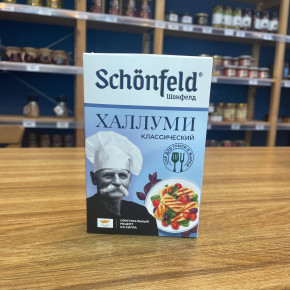 Schönfeld®
Шонфелд
ХАЛЛУМИ
КЛАССИЧЕСКИЙ
ОРИГИНАЛЬНЫЙ
РЕЦЕПТ